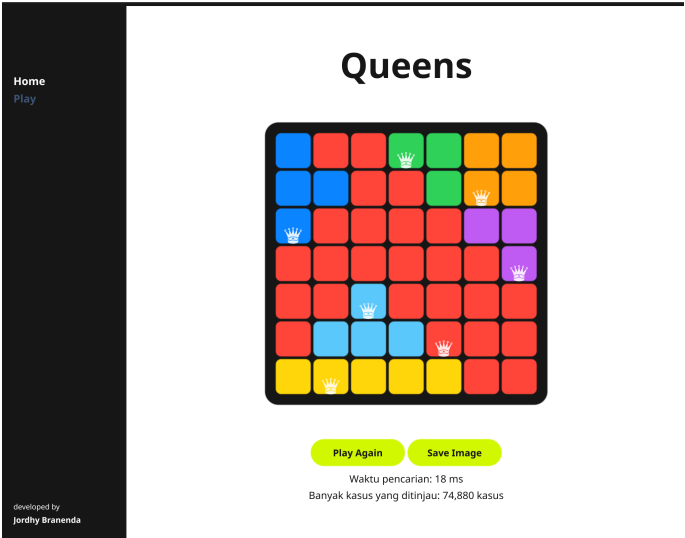 Home
Play
Queens
Play Again
Save Image
Waktu pencarian: 18 ms
Banyak kasus yang ditinjau: 74,880 kasus
developed by
Jordhy Branenda